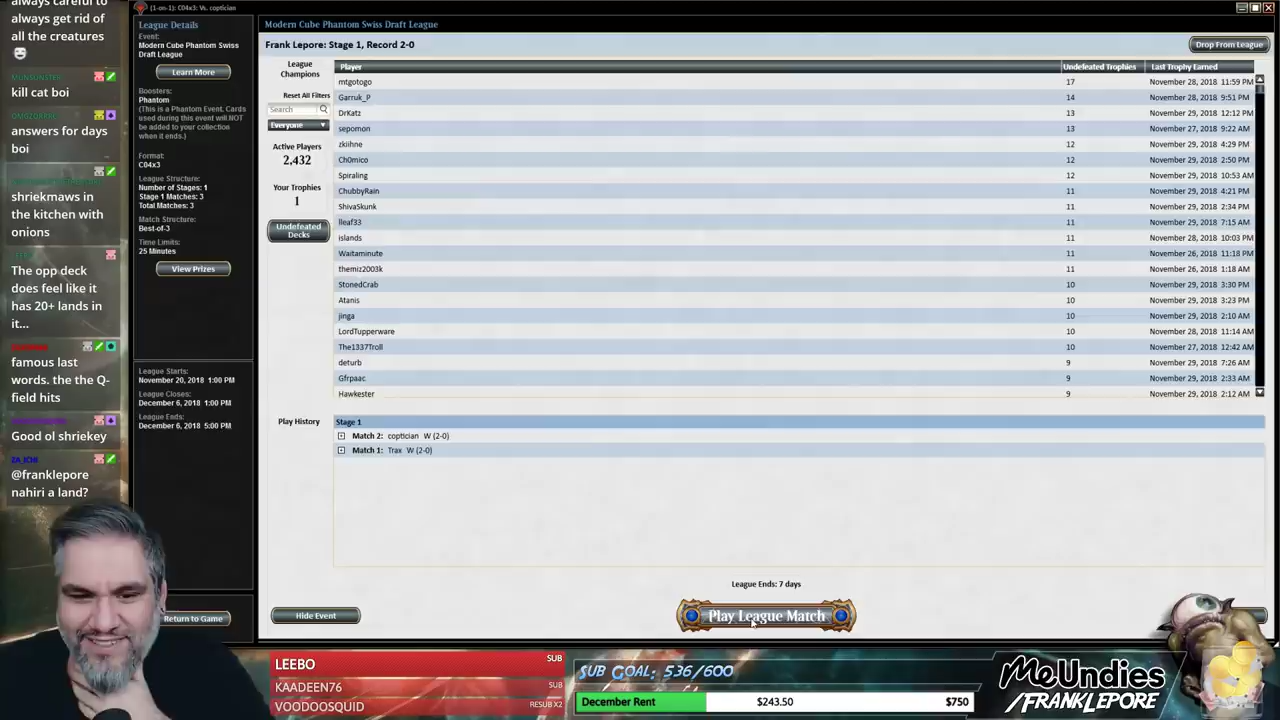 (1-on-1): C04x3: Vs. coptician
always careful to
always get rid of
all the creatures
kill cat boi
manswers for days
boi
shriekmaws in
the kitchen with
onions
The opp deck
does feel like it
has 20+ lands in
it...
famous last
words. the the Q-
field hits
Good ol shriekey
ZA_ICHI
@franklepore
nahiri a land?
League Details
Event:
Modern Cube Phantom Swiss
Draft League
Learn More
Boosters:
Phantom
(This is a Phantom Event. Cards
used during this event will NOT
be added to your collection
when it ends.)
Format:
C04x3
League Structure:
Number of Stages: 1
Stage 1 Matches: 3
Total Matches: 3
Match Structure:
Best-of-3
Time Limits:
25 Minutes
View Prizes
League Starts:
November 20, 2018 1:00 PM
League Closes:
December 6, 2018 1:00 PM
League Ends:
December 6, 2018 5:00 PM
Return to Game
Modern Cube Phantom Swiss Draft League
Frank Lepore: Stage 1, Record 2-0
Drop From League
League
Champions
Reset All Filters
Search
Everyone
Active Players
2,432
Your Trophies
1
Undefeated
Decks
Player Undefeated Trophies Last Trophy Earned
mtgotogo 17 November 28, 2018 11:59 PM
Garruk_P 14 November 28, 2018 9:51 PM
DrKatz 13 November 29, 2018 12:12 PM
sepomon 13 November 27, 2018 9:22 AM
zkiihne 12 November 29, 2018 4:29 PM
Ch0mico 12 November 29, 2018 2:50 PM
Spiraling 12 November 29, 2018 10:53 AM
ChubbyRain 11 November 29, 2018 4:21 PM
ShivaSkunk 11 November 29, 2018 2:34 PM
lleaf33 11 November 29, 2018 7:15 AM
islands 11 November 28, 2018 10:03 PM
Waitaminute 11 November 26, 2018 11:18 PM
themiz2003k 11 November 26, 2018 1:18 AM
StonedCrab 10 November 29, 2018 3:30 PM
Atanis 10 November 29, 2018 3:23 PM
jinga 10 November 29, 2018 2:10 AM
LordTupperware 10 November 28, 2018 11:14 AM
The1337Troll 10 November 27, 2018 12:42 AM
deturb 9 November 29, 2018 7:26 AM
Gfrpaac 9 November 29, 2018 2:33 AM
Hawkester 9 November 29, 2018 2:12 AM
Play History
Stage 1
Match 2: coptician W (2-0)
Match 1: Trax W (2-0)
League Ends: 7 days
Hide Event
Play League Match
LEEBO SUB
KAADEEN76 SUB
VOODOOSQUID RESUB X2
SUB GOAL: 536/600
December Rent $243.50 $750
MeUndies
/FRANKLEPORE